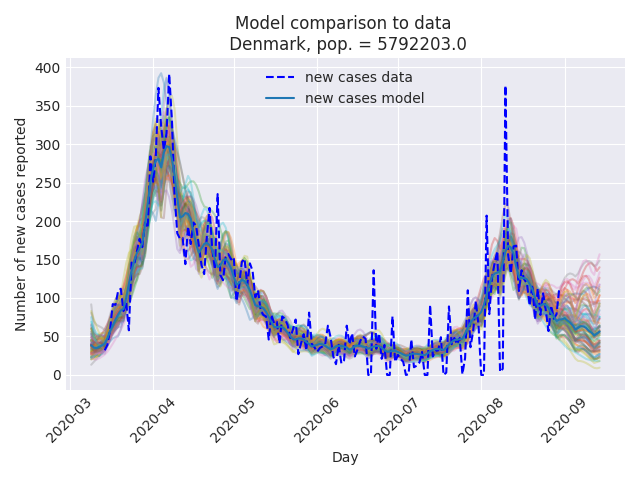 Model comparison to data
Denmark, pop. = 5792203.0
new cases data
new cases model
Number of new cases reported
400
350
300
250
200
150
100
50
0
2020-03
2020-04
2020-05
2020-06
2020-07
2020-08
2020-09
Day